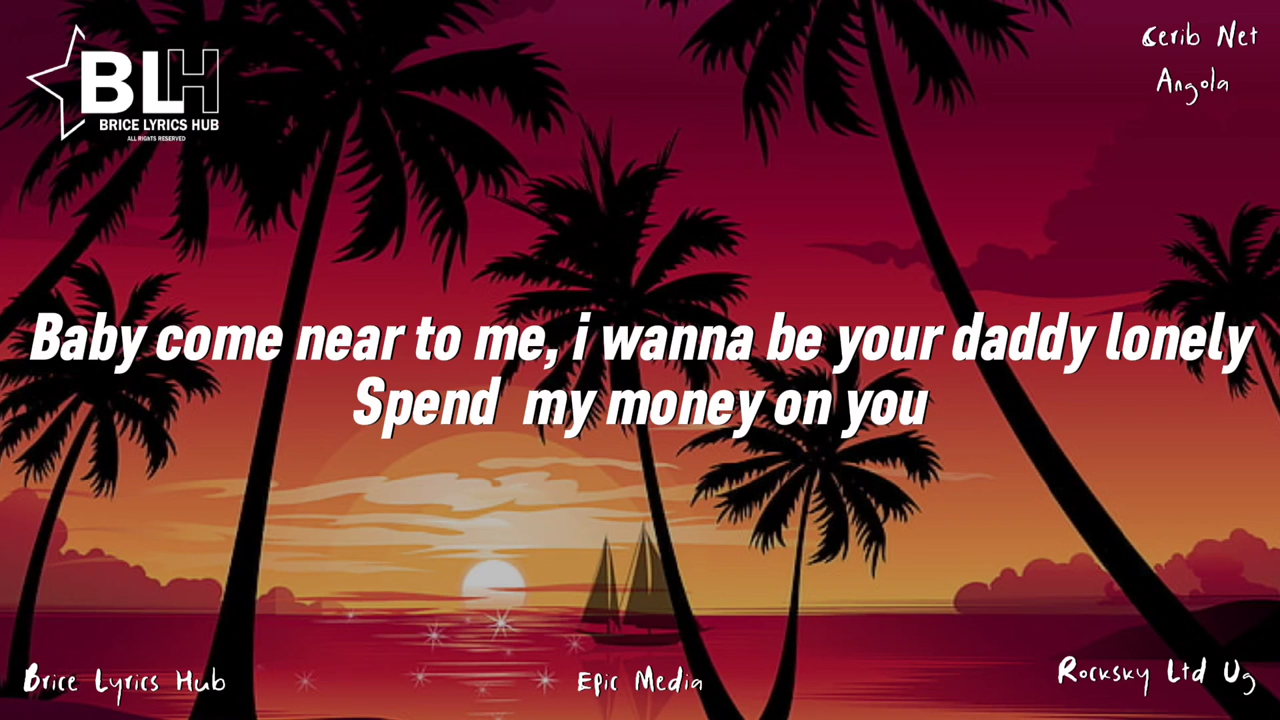 BLH
BRICE LYRICS HUB
ALL RIGHTS RESERVED
Cerib Net
Angola
Baby come near to me, i wanna be your daddy lonely
Spend my money on you
Brice Lyrics Hub
Epic Media
Rocksky Ltd Ug